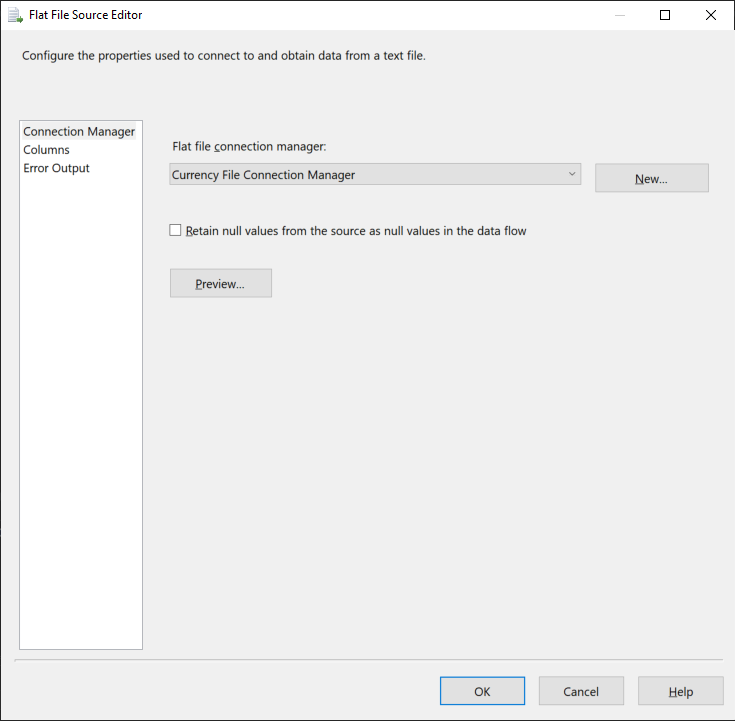 Flat File Source Editor
Configure the properties used to connect to and obtain data from a text file.
Connection Manager
Columns
Error Output
Flat file connection manager:
Currency File Connection Manager
New...
Retain null values from the source as null values in the data flow
Preview...
OK
Cancel
Help